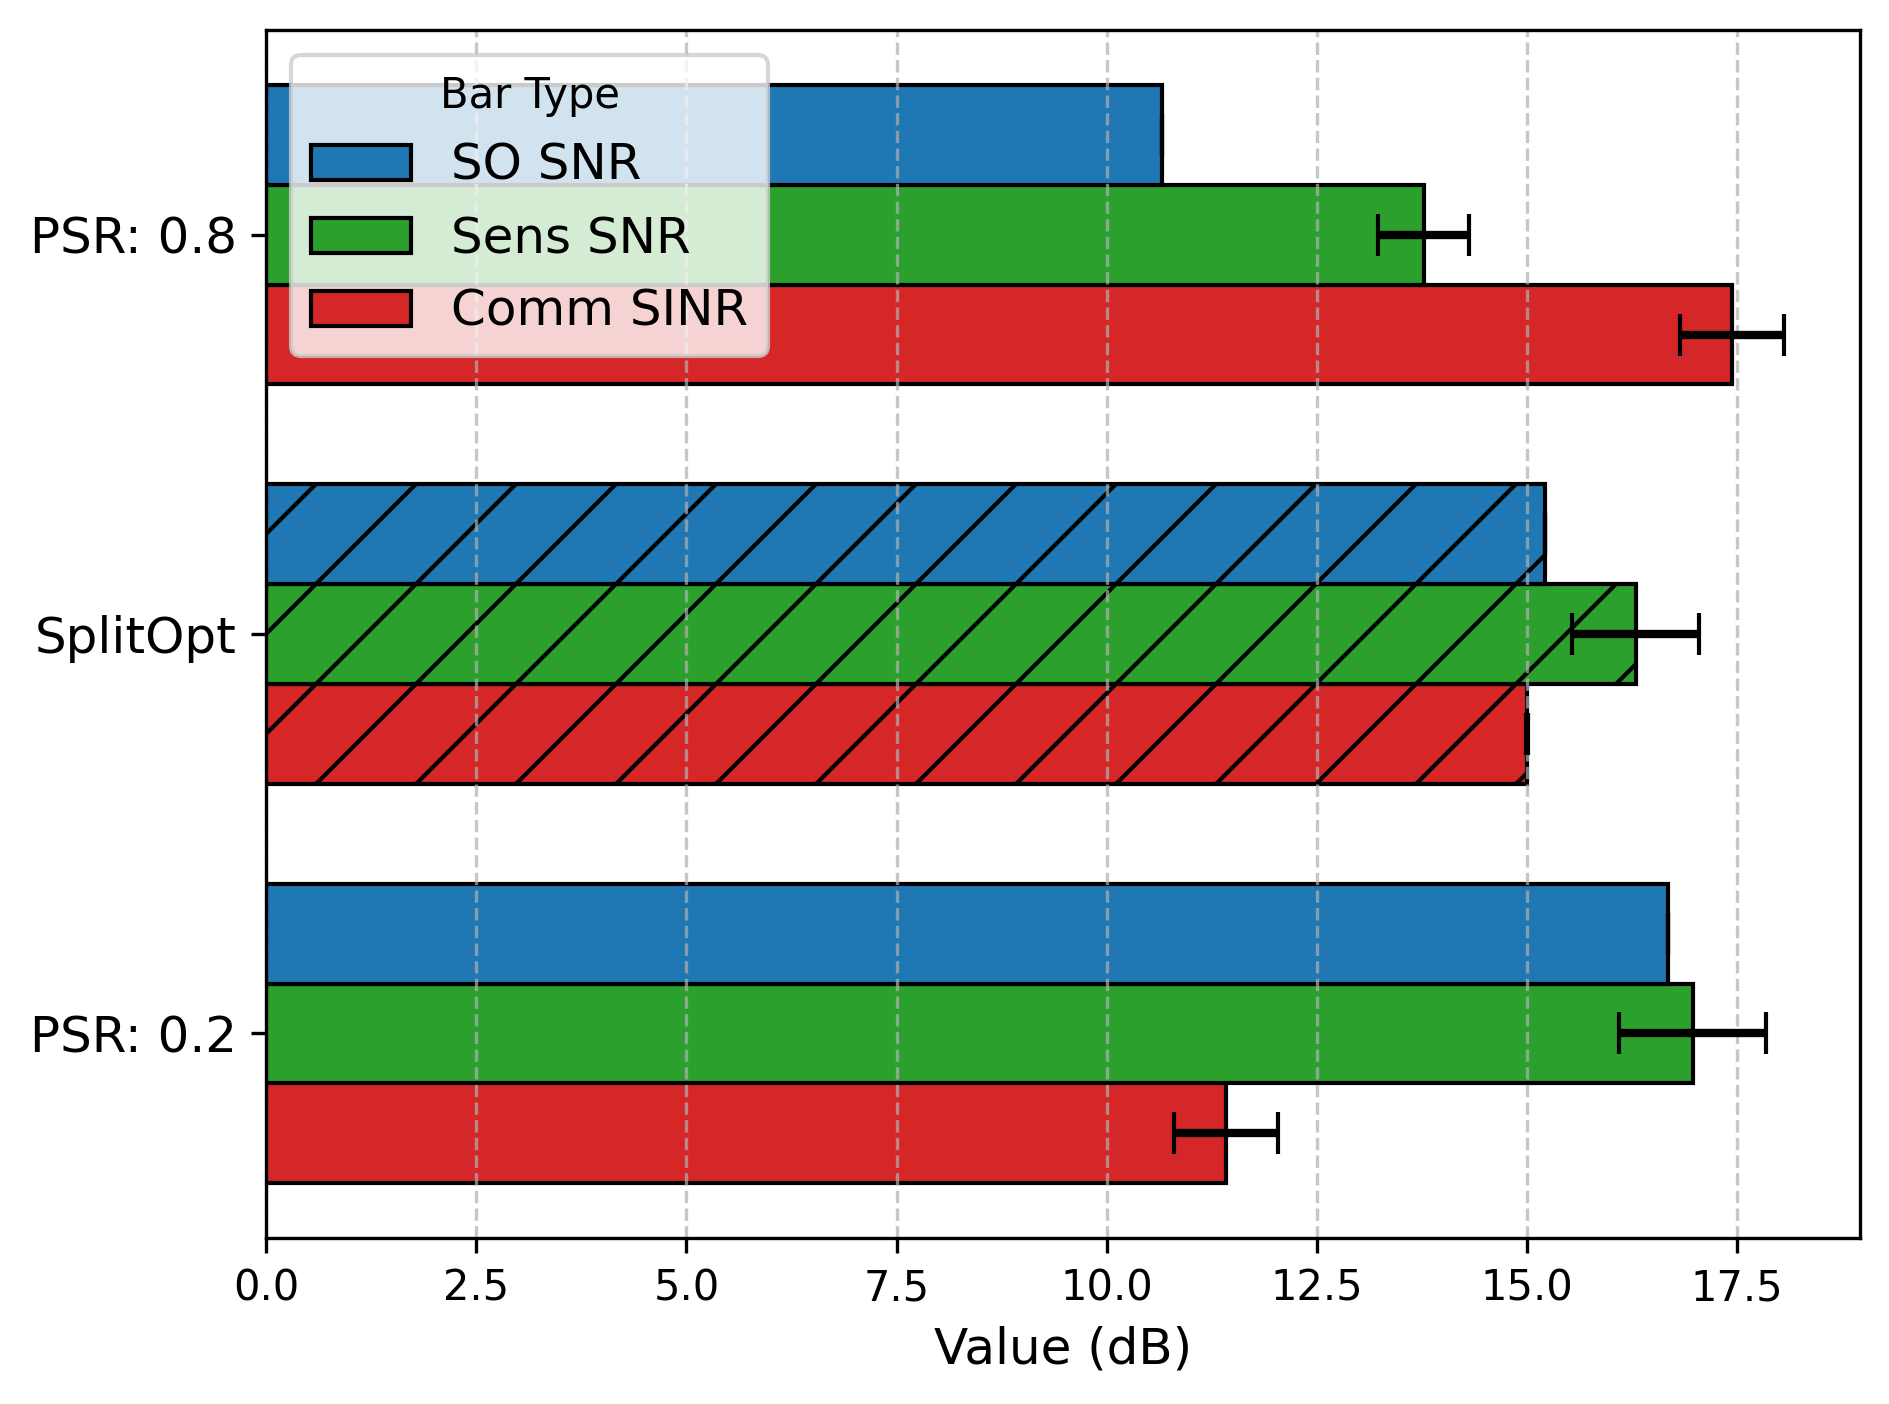 Bar Type
SO SNR
Sens SNR
Comm SINR
PSR: 0.8
SplitOpt
PSR: 0.2
0.0 2.5 5.0 7.5 10.0 12.5 15.0 17.5
Value (dB)